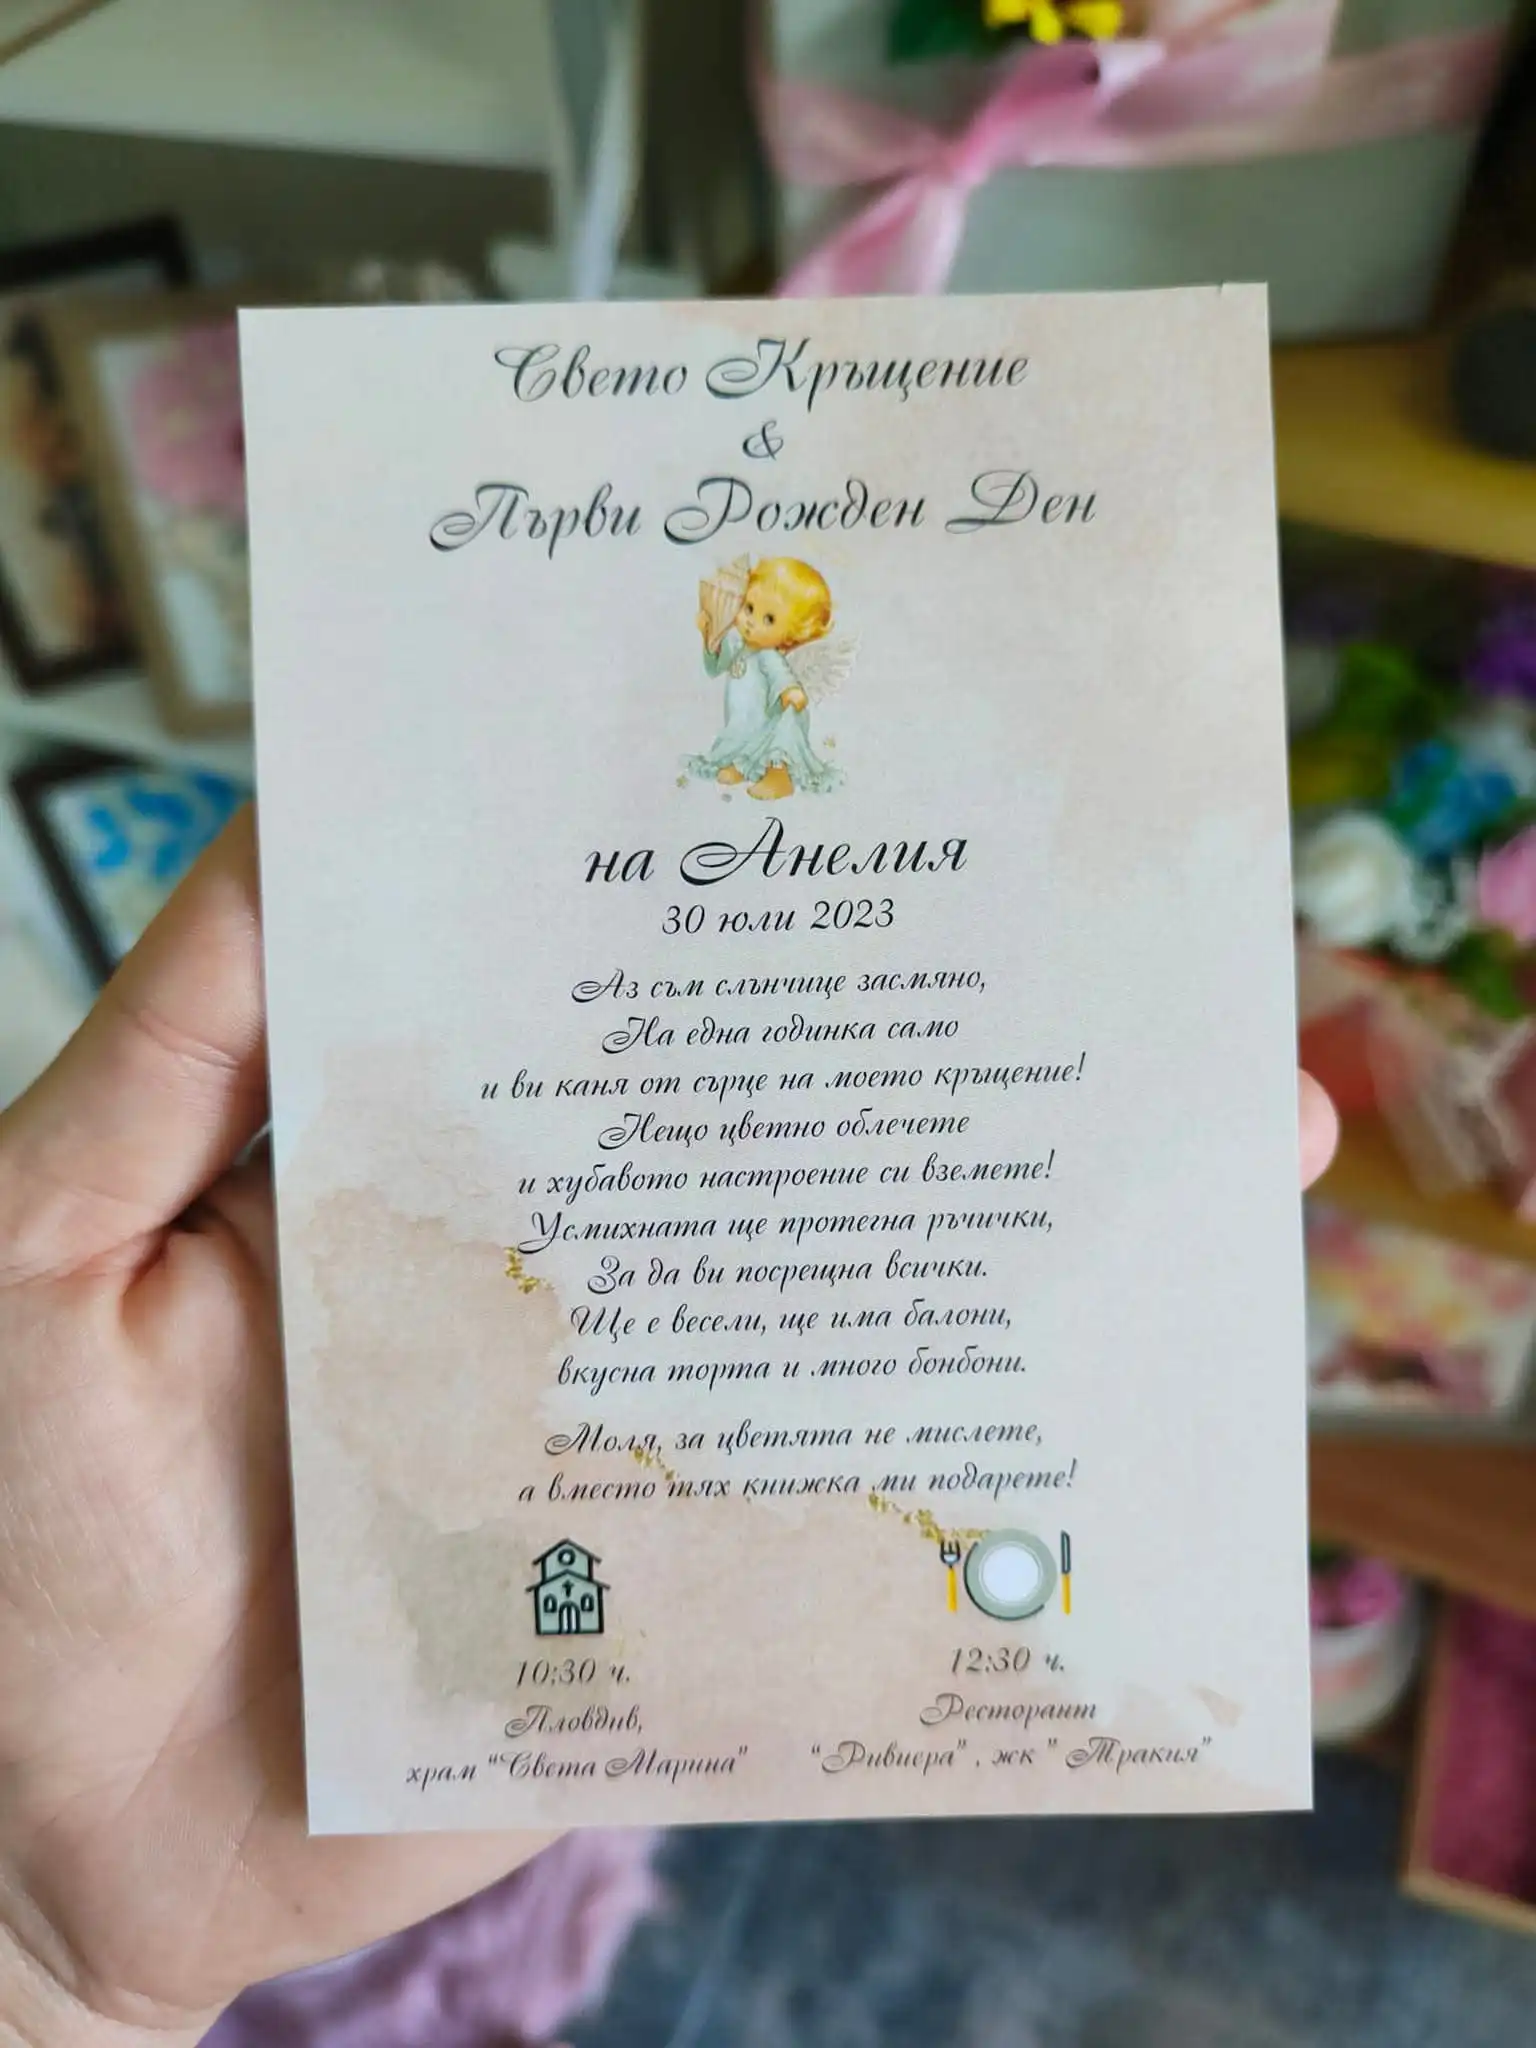 Свето Кръщение
&
Първи Рожден Ден
на Анелия
30 юли 2023
Аз съм слънчице засмяно,
На една годинка само
и ви каня от сърце на моето кръщение!
Нещо цветно облечете
и хубавото настроение си вземете!
Усмихната ще протегна ръчички,
За да ви посрещна всички.
Ще е весели, ще има балони,
вкусна торта и много бонбони.
Моля, за цветята не мислете,
а вместо тях книжка ми подарете!
10:30 ч.
Пловдив,
храм "Света Марина"
12:30 ч.
Ресторант
"Ривиера" , жк " Тракия"